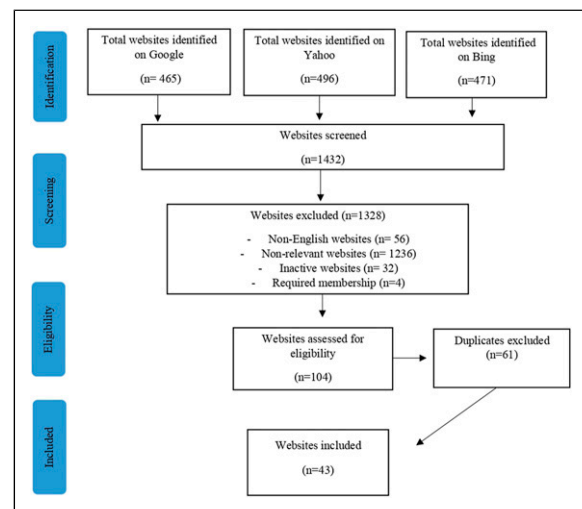 Identification
Total websites identified
on Google
(n= 465)
Total websites identified on
Yahoo
(n= 496)
Total websites identified
on Bing
(n=471)
Websites screened
(n=1432)
Screening
Websites excluded (n=1328)
- Non-English websites (n= 56)
- Non-relevant websites (n= 1236)
- Inactive websites (n= 32)
- Required membership (n=4)
Eligibility
Websites assessed for
eligibility
(n=104)
Duplicates excluded
(n=61)
Included
Websites included
(n=43)